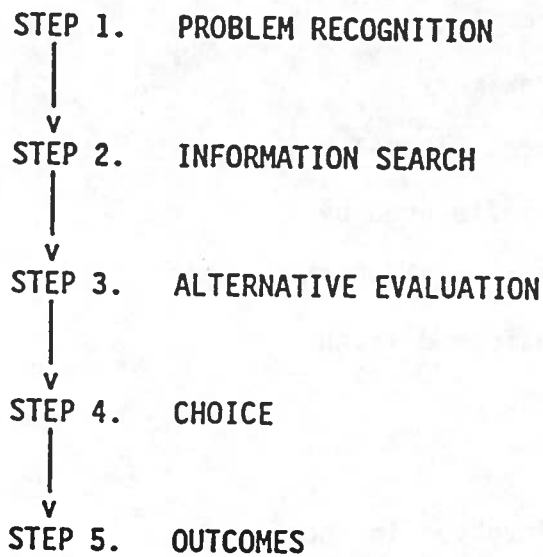 STEP 1. PROBLEM RECOGNITION
STEP 2. INFORMATION SEARCH
STEP 3. ALTERNATIVE EVALUATION
STEP 4. CHOICE
STEP 5. OUTCOMES